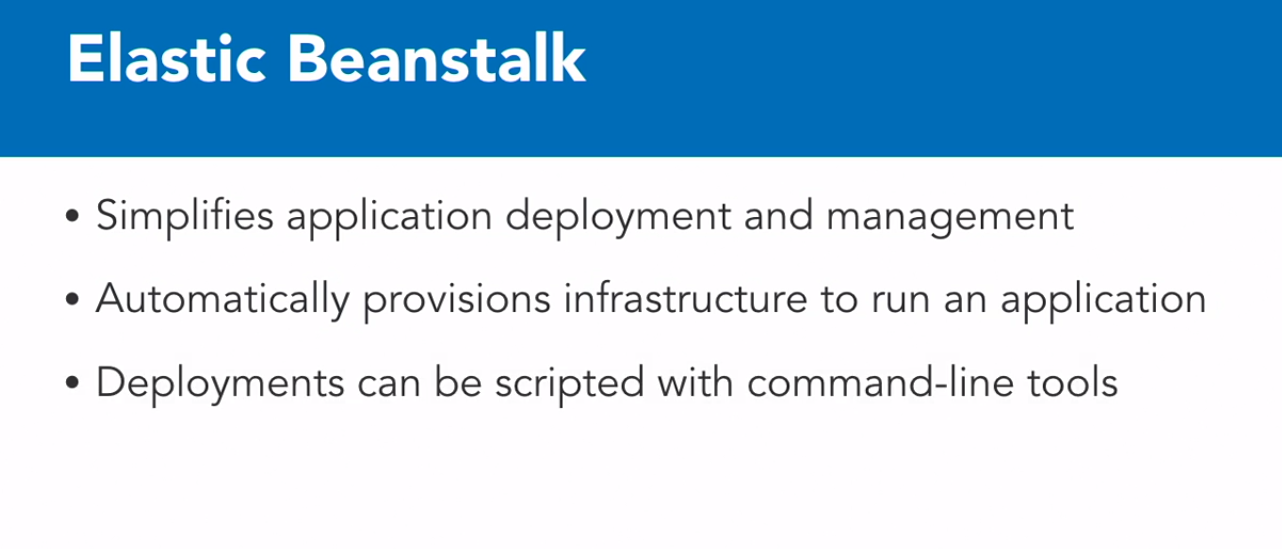 Elastic Beanstalk
• Simplifies application deployment and management
• Automatically provisions infrastructure to run an application
• Deployments can be scripted with command-line tools